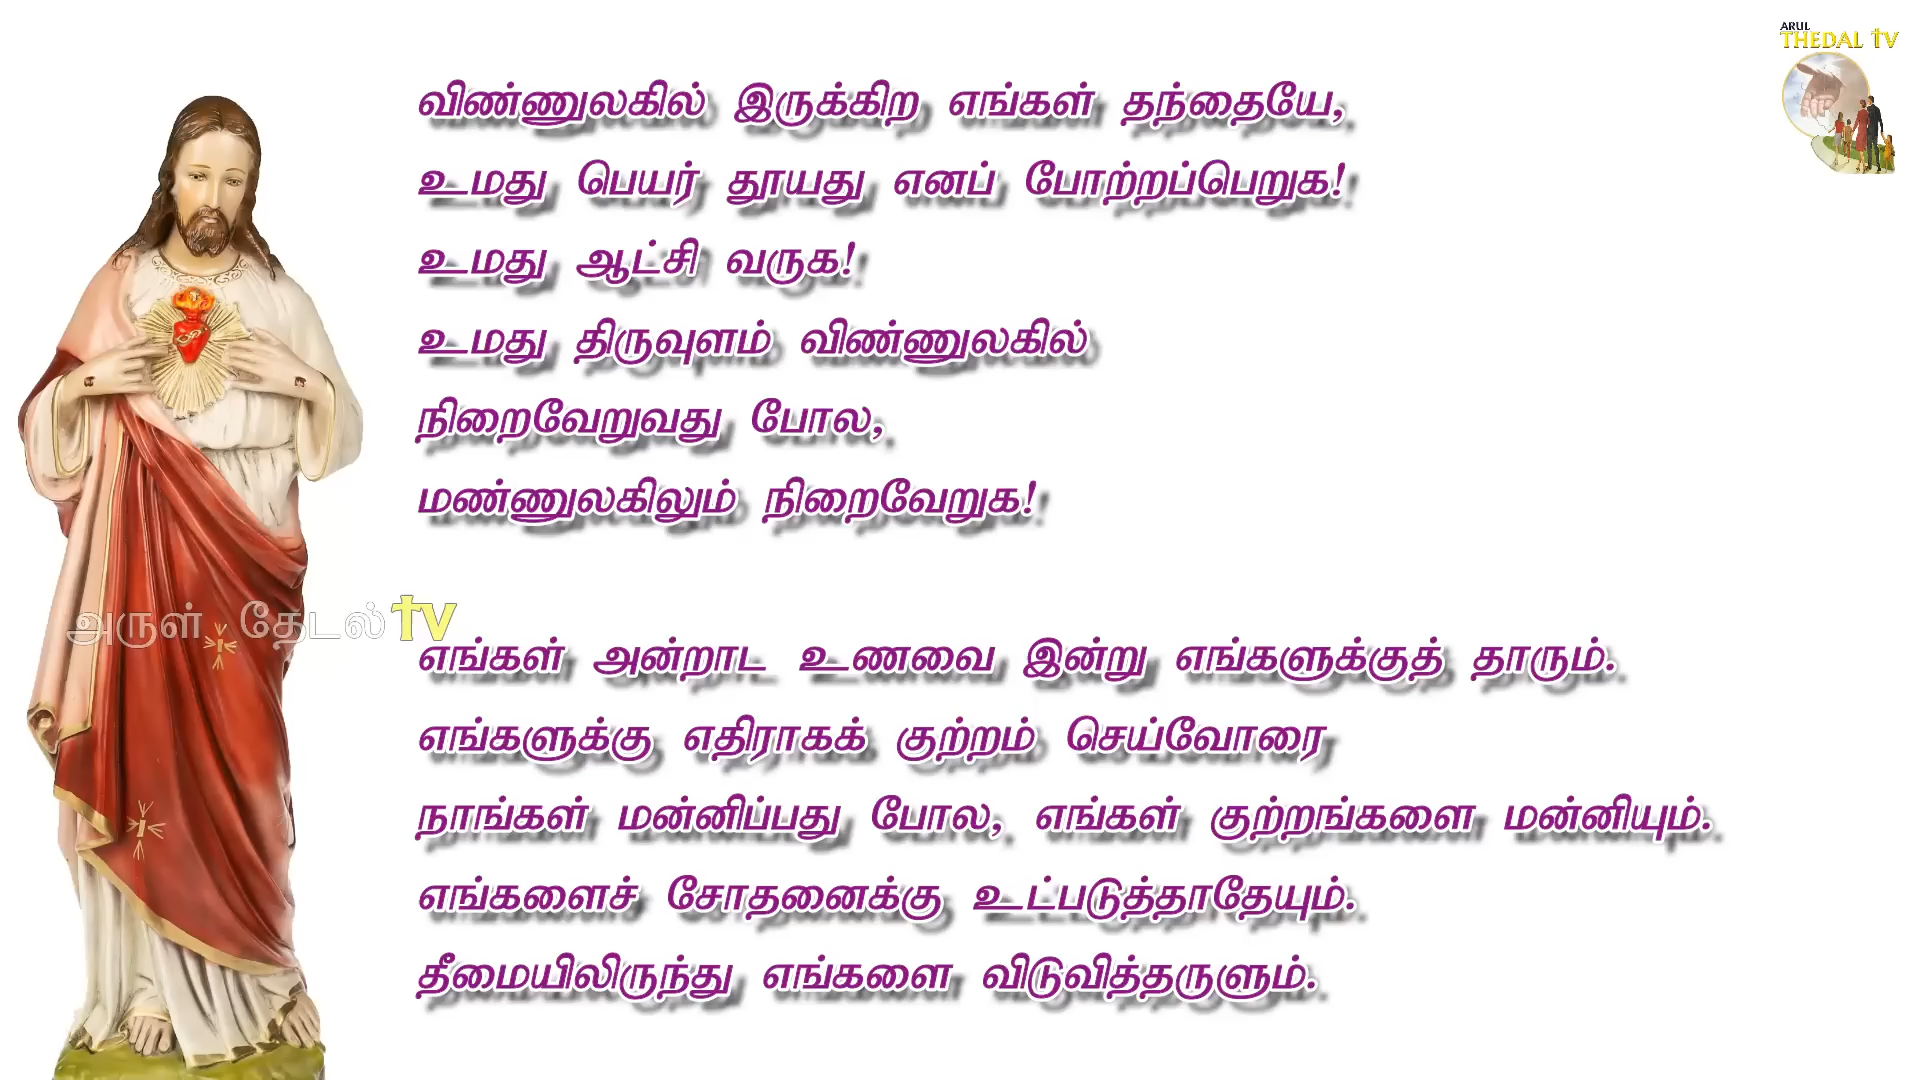 ARUL
THEDAL TV
விண்ணுலகில் இருக்கிற எங்கள் தந்தையே,
உமது பெயர் தூயது எனப் போற்றப்பெறுக!
உமது ஆட்சி வருக!
உமது திருவுளம் விண்ணுலகில்
நிறைவேறுவது போல,
மண்ணுலகிலும் நிறைவேறுக!
அருள் தேடல் TV
எங்கள் அன்றாட உணவை இன்று எங்களுக்குத் தாரும்.
எங்களுக்கு எதிராகக் குற்றம் செய்வோரை
நாங்கள் மன்னிப்பது போல, எங்கள் குற்றங்களை மன்னியும்.
எங்களைச் சோதனைக்கு உட்படுத்தாதேயும்.
தீமையிலிருந்து எங்களை விடுவித்தருளும்.